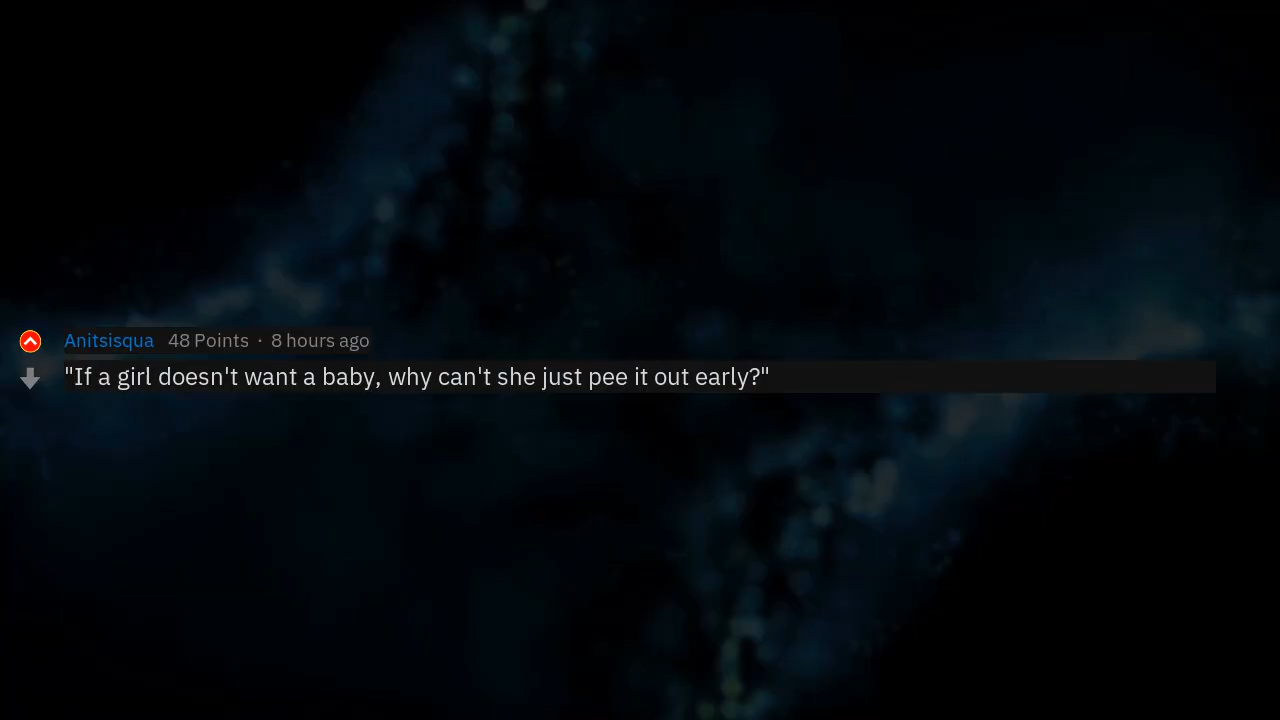 Anitsisqua 48 Points · 8 hours ago
"If a girl doesn't want a baby, why can't she just pee it out early?"